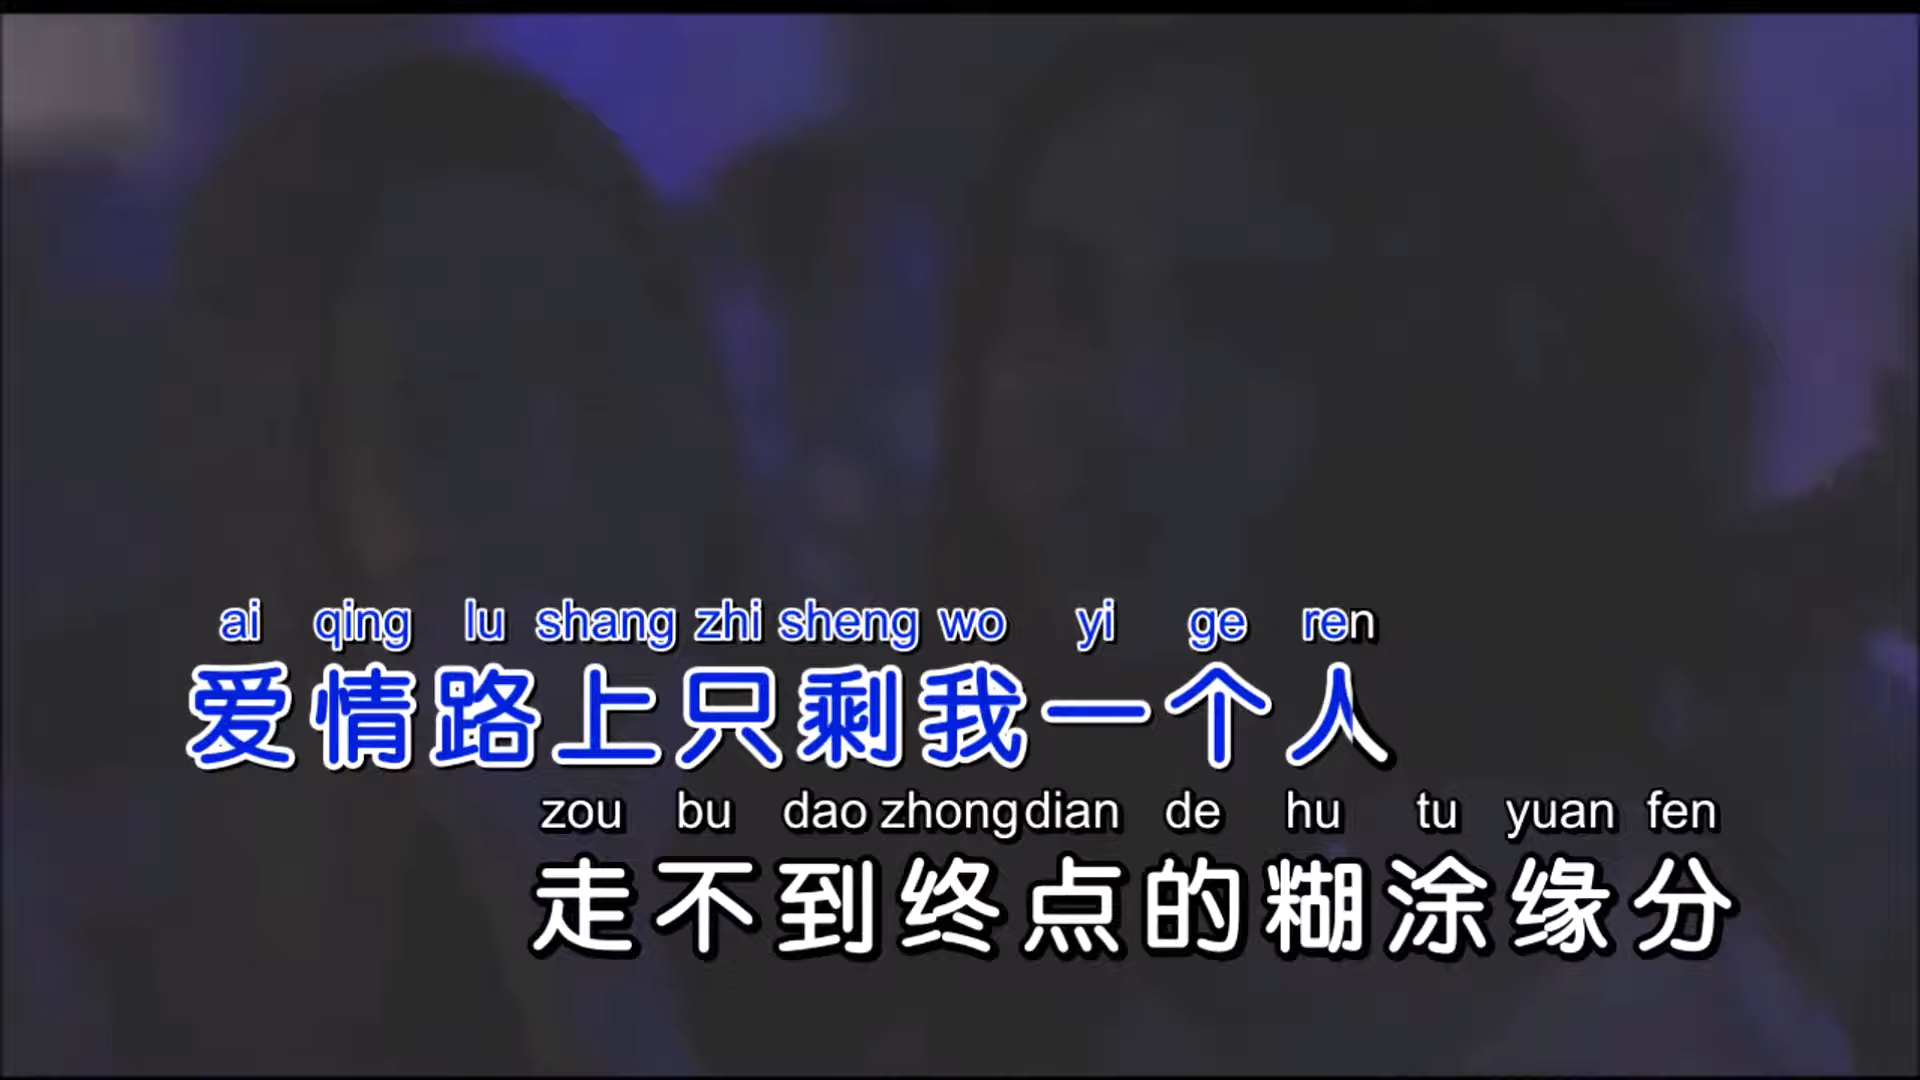 ai qing lu shang zhi sheng wo yi ge ren
爱情路上只剩我一个人
zou bu dao zhong dian de hu tu yuan fen
走不到终点的糊涂缘分